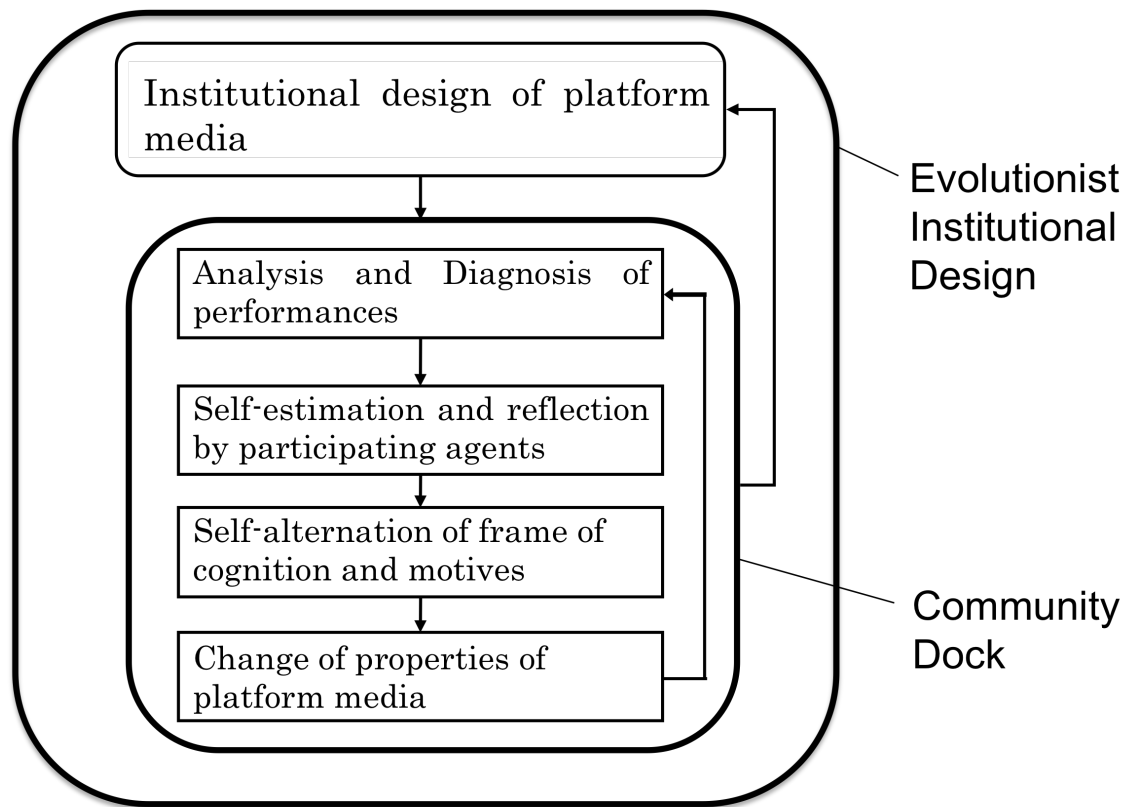 Institutional design of platform
media
Analysis and Diagnosis of
performances
Self-estimation and reflection
by participating agents
Self-alternation of frame of
cognition and motives
Change of properties of
platform media
Evolutionist
Institutional
Design
Community
Dock